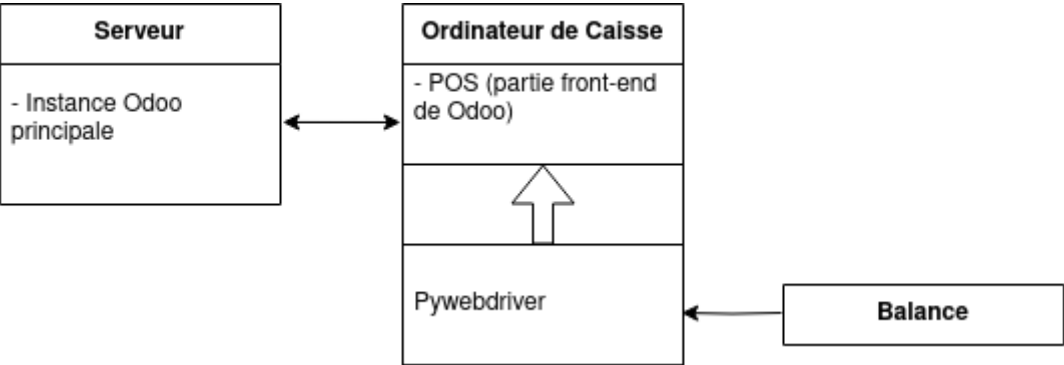 Serveur
- Instance Odoo
principale
Ordinateur de Caisse
- POS (partie front-end
de Odoo)
Pywebdriver
Balance